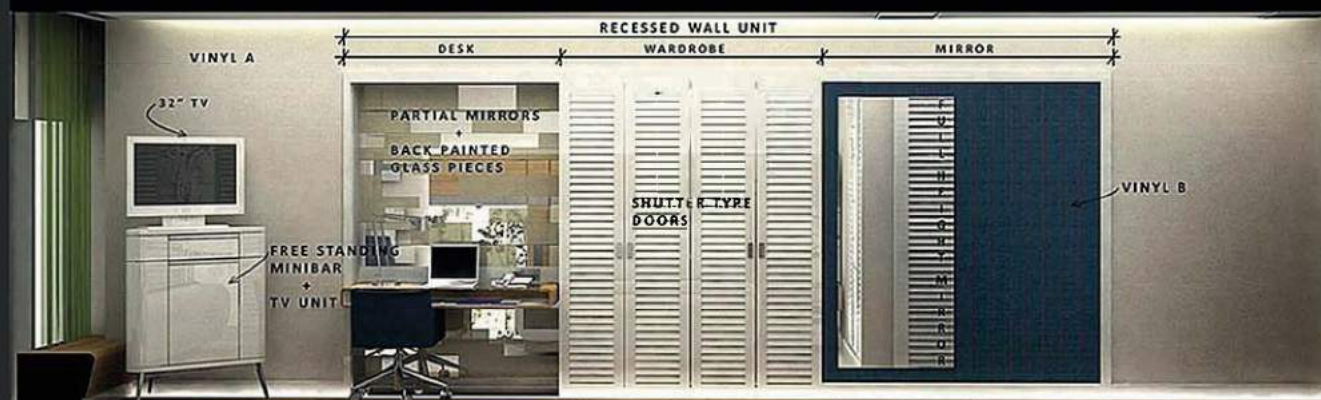 RECESSED WALL UNIT
DESK
WARDROBE
MIRROR
VINYL A
32" TV
PARTIAL MIRRORS
+
BACK PAINTED
GLASS PIECES
SHUTTER TYPE
DOORS
FULL HEIGHT MIRROR
VINYL B
FREE STANDING
MINIBAR
+
TV UNIT